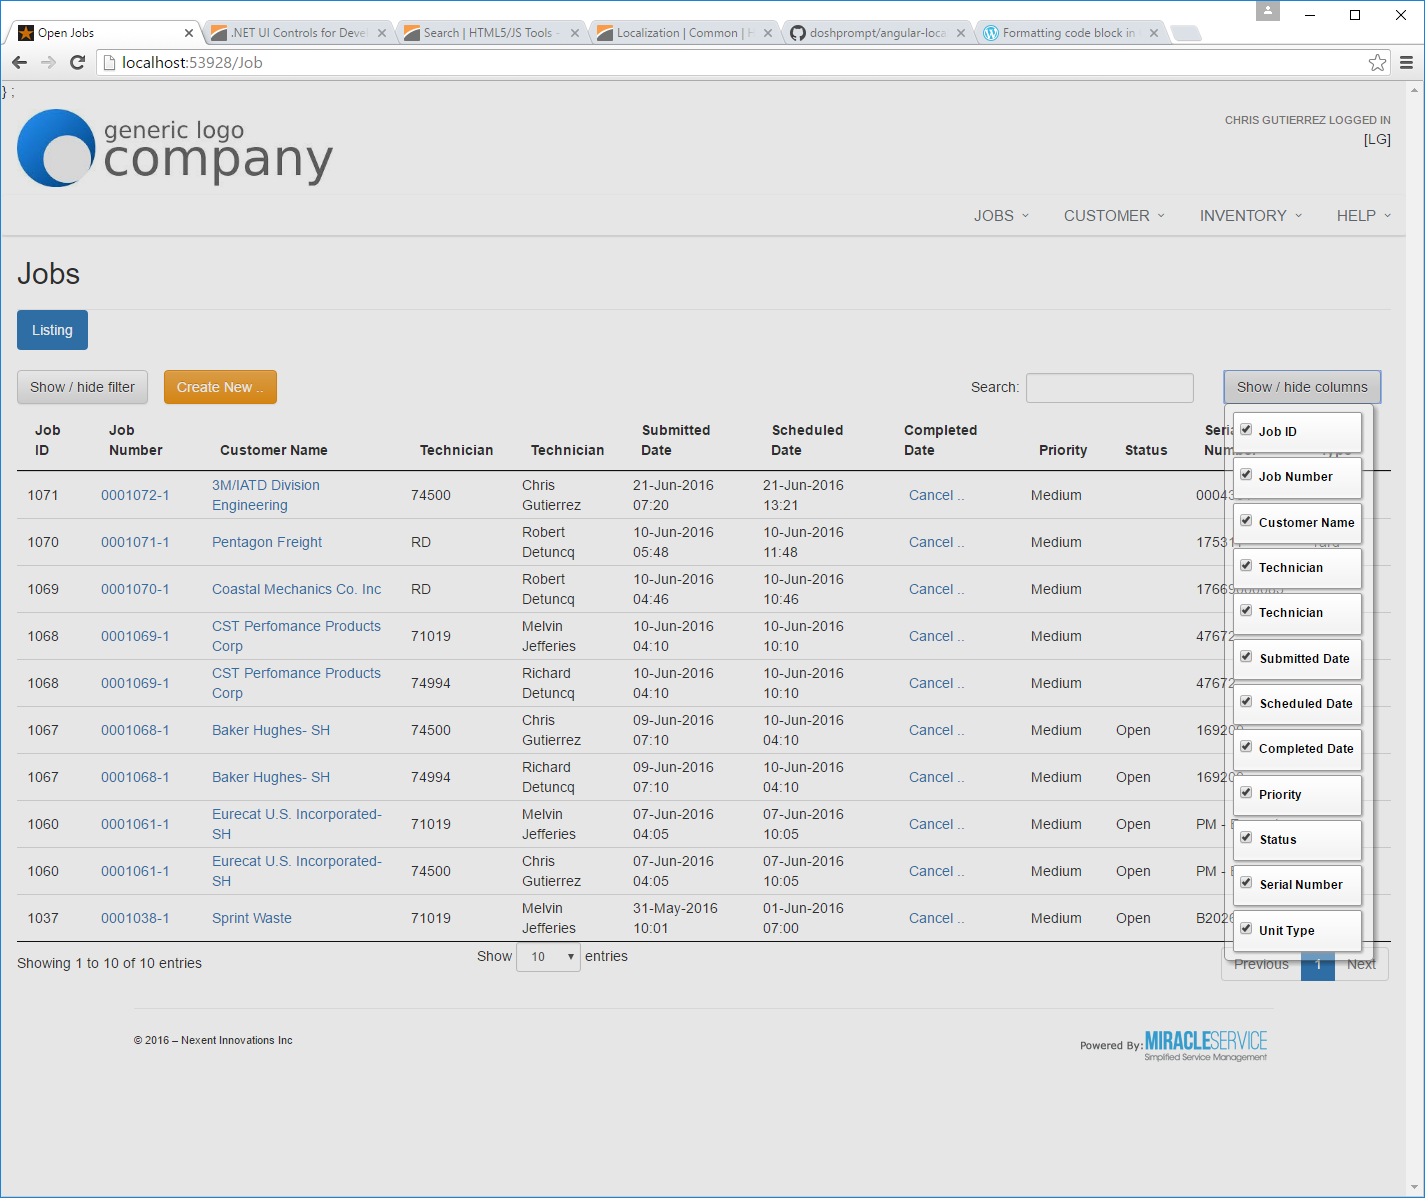 Open Jobs
.NET UI Controls for Devel
Search | HTML5/JS Tools -
Localization | Common | H
doshprompt/angular-loca
Formatting code block in
localhost:53928/Job
} ;
generic logo
company
CHRIS GUTIERREZ LOGGED IN
[LG]
JOBS CUSTOMER INVENTORY HELP
Jobs
Listing
Show / hide filter Create New .. Search: Show / hide columns
Job ID Job Number Customer Name Technician Technician Submitted Date Scheduled Date Completed Date Priority Status
1071 0001072-1 3M/IATD Division Engineering 74500 Chris Gutierrez 21-Jun-2016 07:20 21-Jun-2016 13:21 Cancel .. Medium
1070 0001071-1 Pentagon Freight RD Robert Detuncq 10-Jun-2016 05:48 10-Jun-2016 11:48 Cancel .. Medium
1069 0001070-1 Coastal Mechanics Co. Inc RD Robert Detuncq 10-Jun-2016 04:46 10-Jun-2016 10:46 Cancel .. Medium
1068 0001069-1 CST Perfomance Products Corp 71019 Melvin Jefferies 10-Jun-2016 04:10 10-Jun-2016 10:10 Cancel .. Medium 47672
1068 0001069-1 CST Perfomance Products Corp 74994 Richard Detuncq 10-Jun-2016 04:10 10-Jun-2016 10:10 Cancel .. Medium 47672
1067 0001068-1 Baker Hughes- SH 74500 Chris Gutierrez 09-Jun-2016 07:10 10-Jun-2016 04:10 Cancel .. Medium Open
1067 0001068-1 Baker Hughes- SH 74994 Richard Detuncq 09-Jun-2016 07:10 10-Jun-2016 04:10 Cancel .. Medium Open
1060 0001061-1 Eurecat U.S. Incorporated-SH 71019 Melvin Jefferies 07-Jun-2016 04:05 07-Jun-2016 10:05 Cancel .. Medium Open PM -
1060 0001061-1 Eurecat U.S. Incorporated-SH 74500 Chris Gutierrez 07-Jun-2016 04:05 07-Jun-2016 10:05 Cancel .. Medium Open PM -
1037 0001038-1 Sprint Waste 71019 Melvin Jefferies 31-May-2016 10:01 01-Jun-2016 07:00 Cancel .. Medium Open
Job ID
Job Number
Customer Name
Technician
Technician
Submitted Date
Scheduled Date
Completed Date
Priority
Status
Serial Number
Unit Type
Showing 1 to 10 of 10 entries Show 10 entries Previous 1 Next
© 2016 – Nexent Innovations Inc
Powered By: MIRACLESERVICE
Simplified Service Management